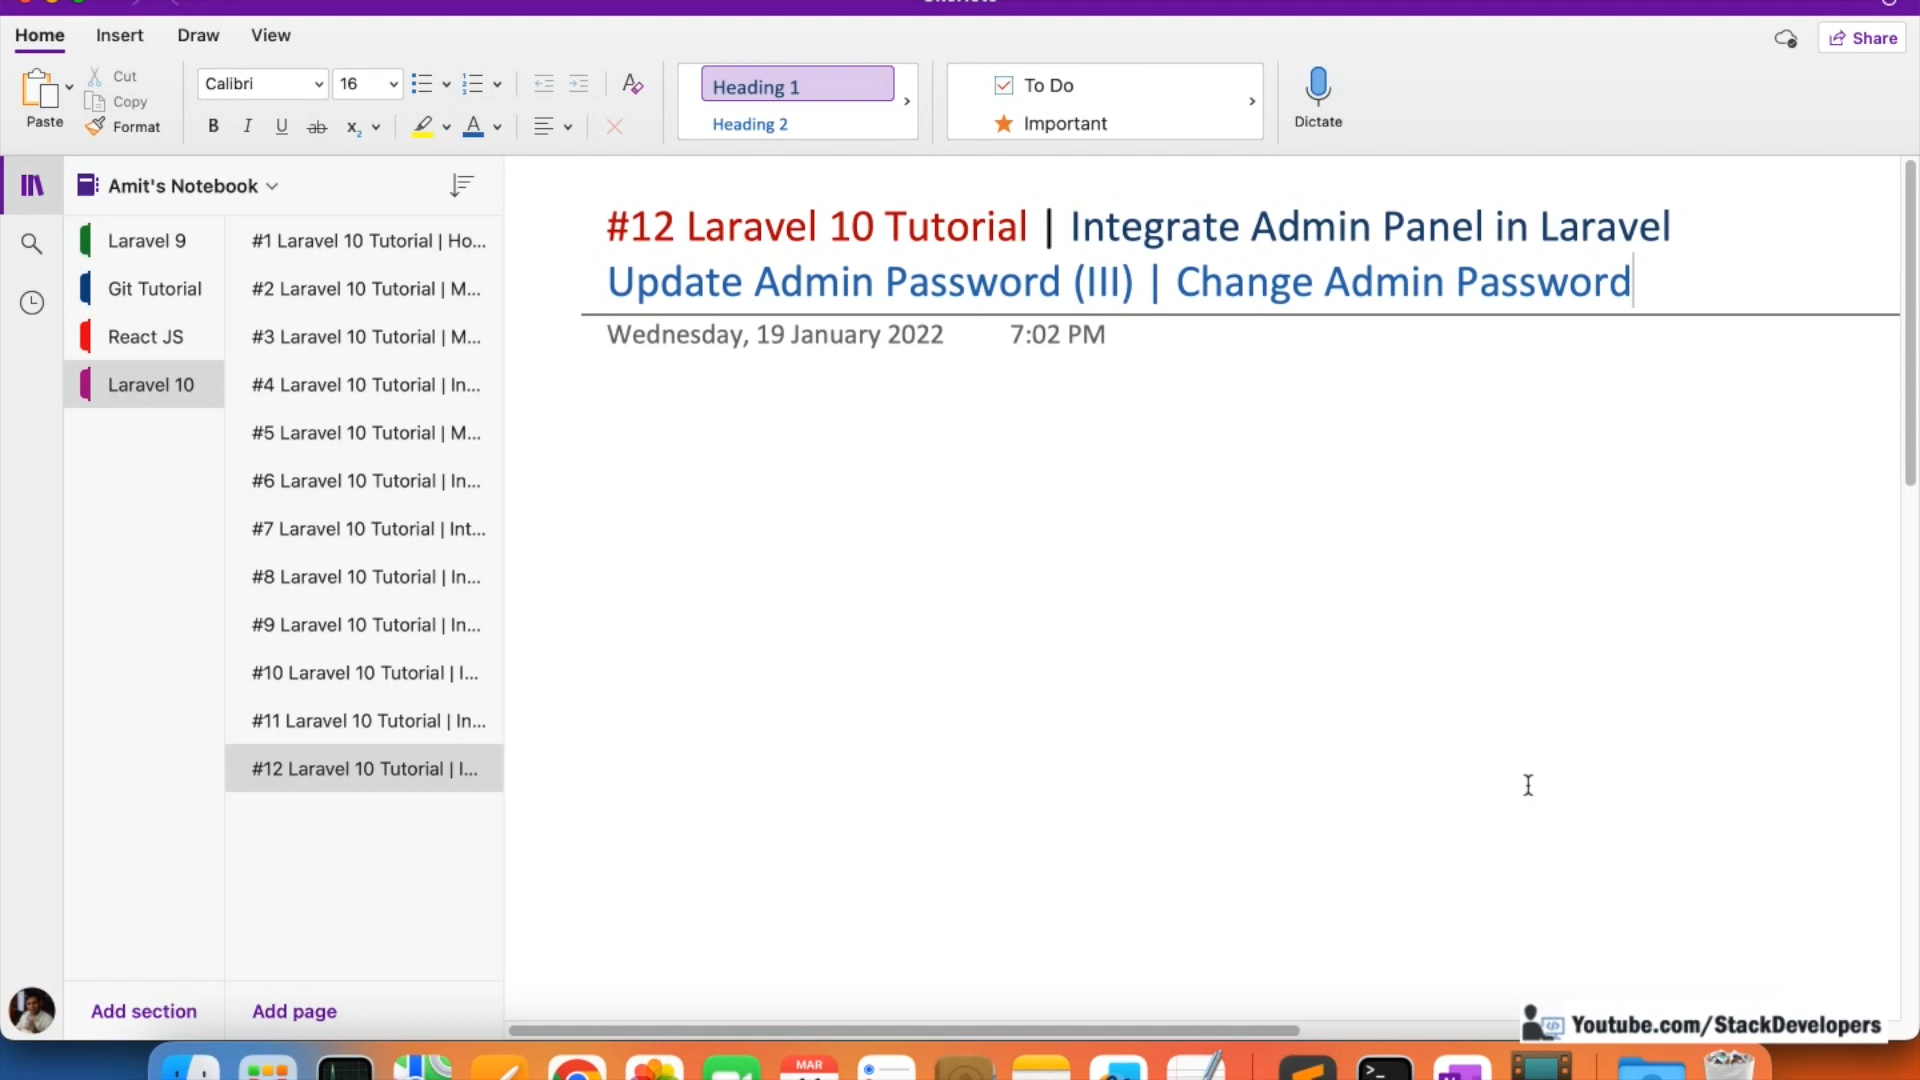 Home Insert Draw View
Share
Paste
Cut
Copy
Format
Calibri 16
B I U ab x2 A
Heading 1
Heading 2
To Do
Important
Dictate
Amit's Notebook
Laravel 9
Git Tutorial
React JS
Laravel 10
#1 Laravel 10 Tutorial | Ho...
#2 Laravel 10 Tutorial | M...
#3 Laravel 10 Tutorial | M...
#4 Laravel 10 Tutorial | In...
#5 Laravel 10 Tutorial | M...
#6 Laravel 10 Tutorial | In...
#7 Laravel 10 Tutorial | Int...
#8 Laravel 10 Tutorial | In...
#9 Laravel 10 Tutorial | In...
#10 Laravel 10 Tutorial | I...
#11 Laravel 10 Tutorial | In...
#12 Laravel 10 Tutorial | I...
#12 Laravel 10 Tutorial | Integrate Admin Panel in Laravel
Update Admin Password (III) | Change Admin Password
Wednesday, 19 January 2022 7:02 PM
Add section
Add page
Youtube.com/StackDevelopers
MAR